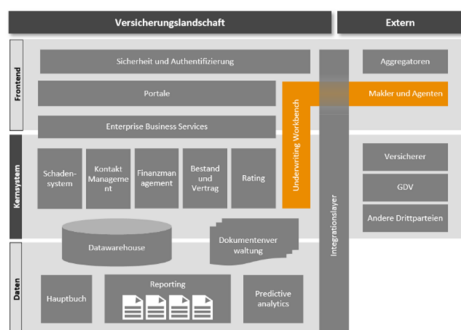 Versicherungslandschaft
Extern
Frontend
Sicherheit und Authentifizierung
Aggregatoren
Portale
Makler und Agenten
Enterprise Business Services
Underwriting Workbench
Integrationslayer
Kernsystem
Schaden-
system
Kontakt
Manageme
nt
Finanzma
nagement
Bestand
und
Vertrag
Rating
Versicherer
GDV
Andere Drittparteien
Datawarehouse
Dokumentenver
waltung
Daten
Hauptbuch
Reporting
Predictive
analytics